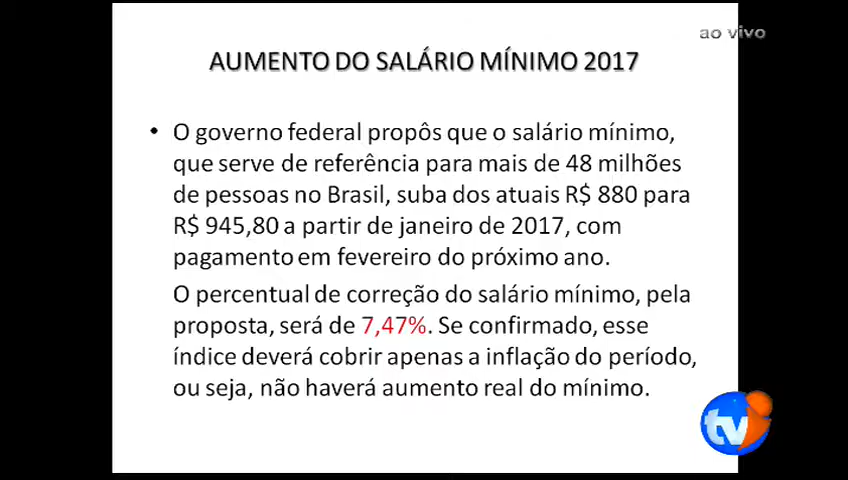 ao vivo
AUMENTO DO SALÁRIO MÍNIMO 2017
• O governo federal propôs que o salário mínimo,
que serve de referência para mais de 48 milhões
de pessoas no Brasil, suba dos atuais R$ 880 para
R$ 945,80 a partir de janeiro de 2017, com
pagamento em fevereiro do próximo ano.
O percentual de correção do salário mínimo, pela
proposta, será de 7,47%. Se confirmado, esse
índice deverá cobrir apenas a inflação do período,
ou seja, não haverá aumento real do mínimo.
tvi